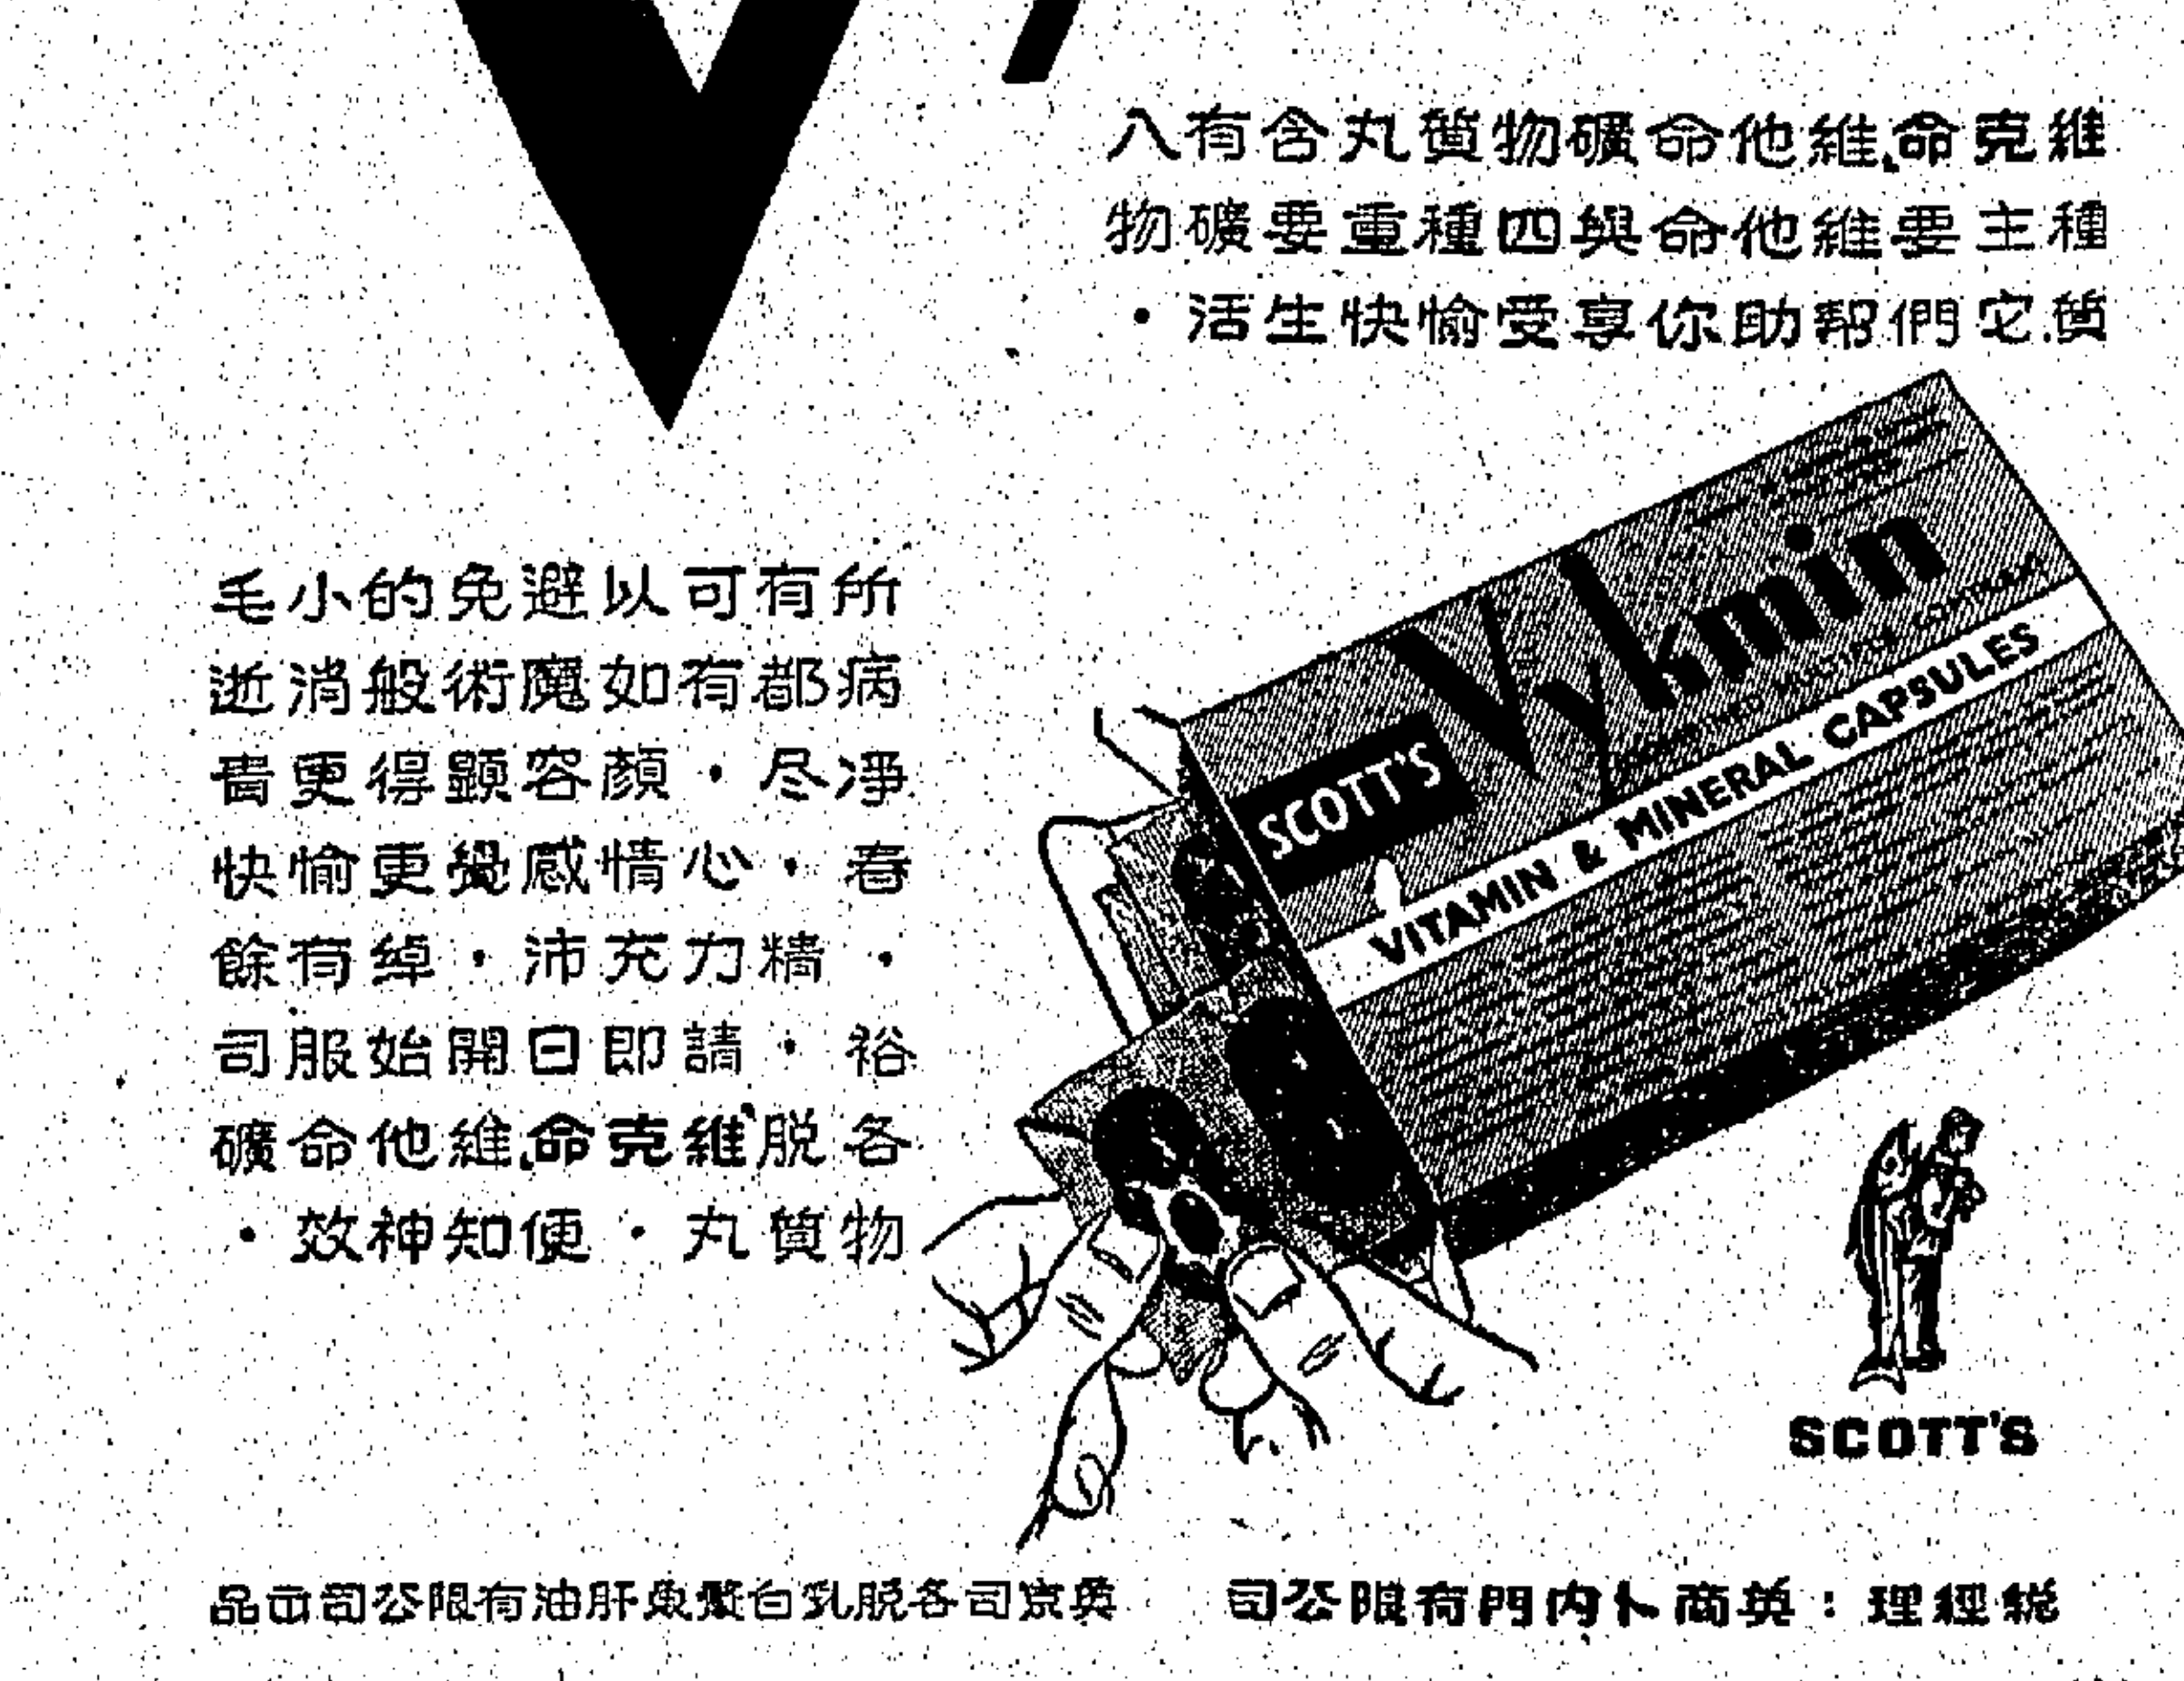 維克命維他命礦物質丸含有八
種主要維他命與四種重要礦物
質它們幫助你享受愉快生活・
所有可以避免的小毛
病都有如魔術般消逝
淨尽・顏容顯得更青
春・心情感覺更愉快
・精力充沛・綽有餘
裕・請即日開始服司
各脱維克命維他命礦
物質丸・便知神效・
SCOTT'S
Vykmin
VITAMIN & MINERAL CAPSULES
SCOTT'S
総經理：英商卜內門有限公司
英京司各脱乳白鰵魚肝油有限公司出品